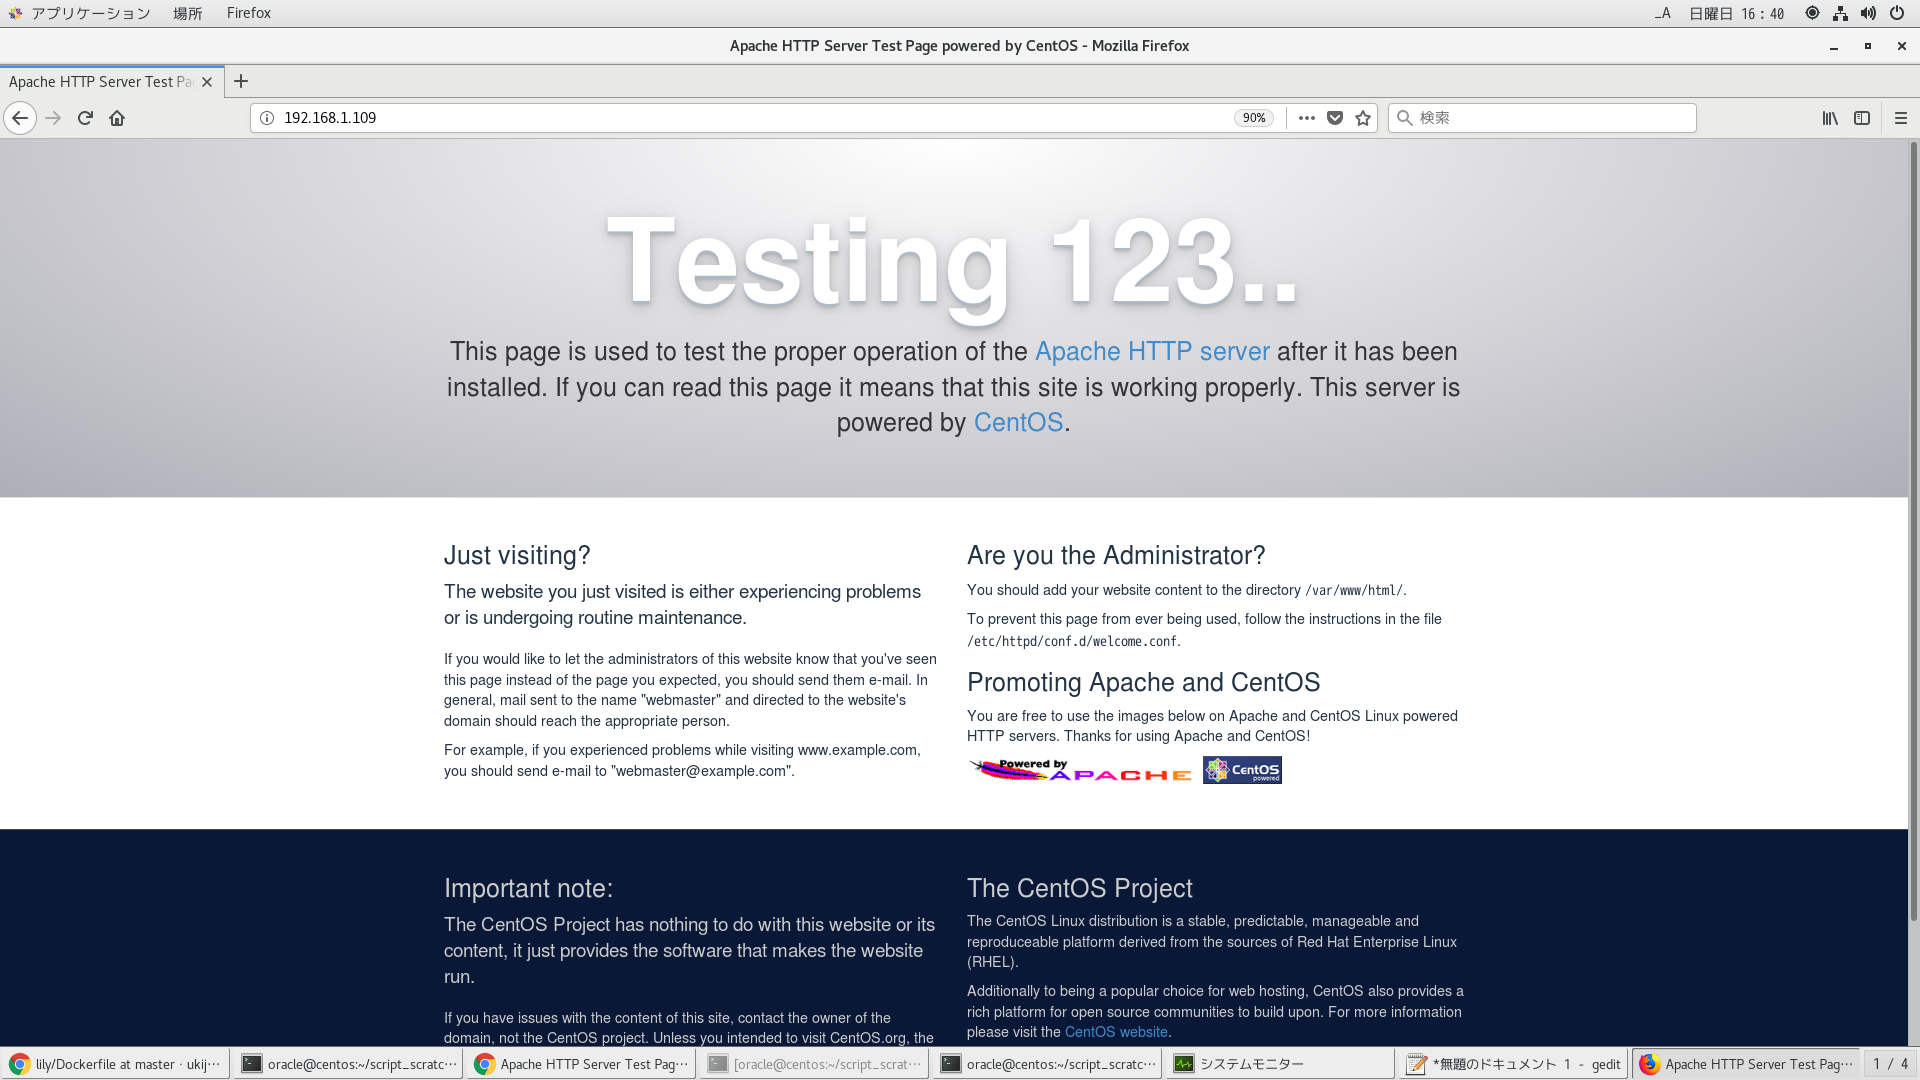 アプリケーション 場所 Firefox _A 日曜日 16：40
Apache HTTP Server Test Page powered by CentOS - Mozilla Firefox
Apache HTTP Server Test Pa
192.168.1.109 90% 検索
Testing 123..
This page is used to test the proper operation of the Apache HTTP server after it has been
installed. If you can read this page it means that this site is working properly. This server is
powered by CentOS.
Just visiting?
The website you just visited is either experiencing problems
or is undergoing routine maintenance.
If you would like to let the administrators of this website know that you've seen
this page instead of the page you expected, you should send them e-mail. In
general, mail sent to the name "webmaster" and directed to the website's
domain should reach the appropriate person.
For example, if you experienced problems while visiting www.example.com,
you should send e-mail to "webmaster@example.com".
Are you the Administrator?
You should add your website content to the directory /var/www/html/.
To prevent this page from ever being used, follow the instructions in the file
/etc/httpd/conf.d/welcome.conf.
Promoting Apache and CentOS
You are free to use the images below on Apache and CentOS Linux powered
HTTP servers. Thanks for using Apache and CentOS!
Powered by
APACHE
CentOS
powered
Important note:
The CentOS Project has nothing to do with this website or its
content, it just provides the software that makes the website
run.
If you have issues with the content of this site, contact the owner of the
domain, not the CentOS project. Unless you intended to visit CentOS.org, the
The CentOS Project
The CentOS Linux distribution is a stable, predictable, manageable and
reproduceable platform derived from the sources of Red Hat Enterprise Linux
(RHEL).
Additionally to being a popular choice for web hosting, CentOS also provides a
rich platform for open source communities to build upon. For more information
please visit the CentOS website.
lily/Dockerfile at master · ukij… oracle@centos:~/script_scratc… Apache HTTP Server Test Pag… [oracle@centos:~/script_scrat… oracle@centos:~/script_scratc… システムモニター *無題のドキュメント 1 - gedit Apache HTTP Server Test Pag… 1 / 4